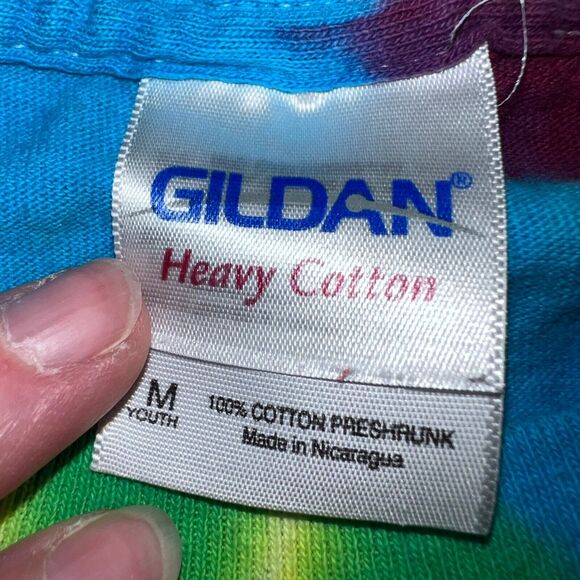 GILDAN®
Heavy Cotton
M
YOUTH
100% COTTON PRESHRUNK
Made in Nicaragua